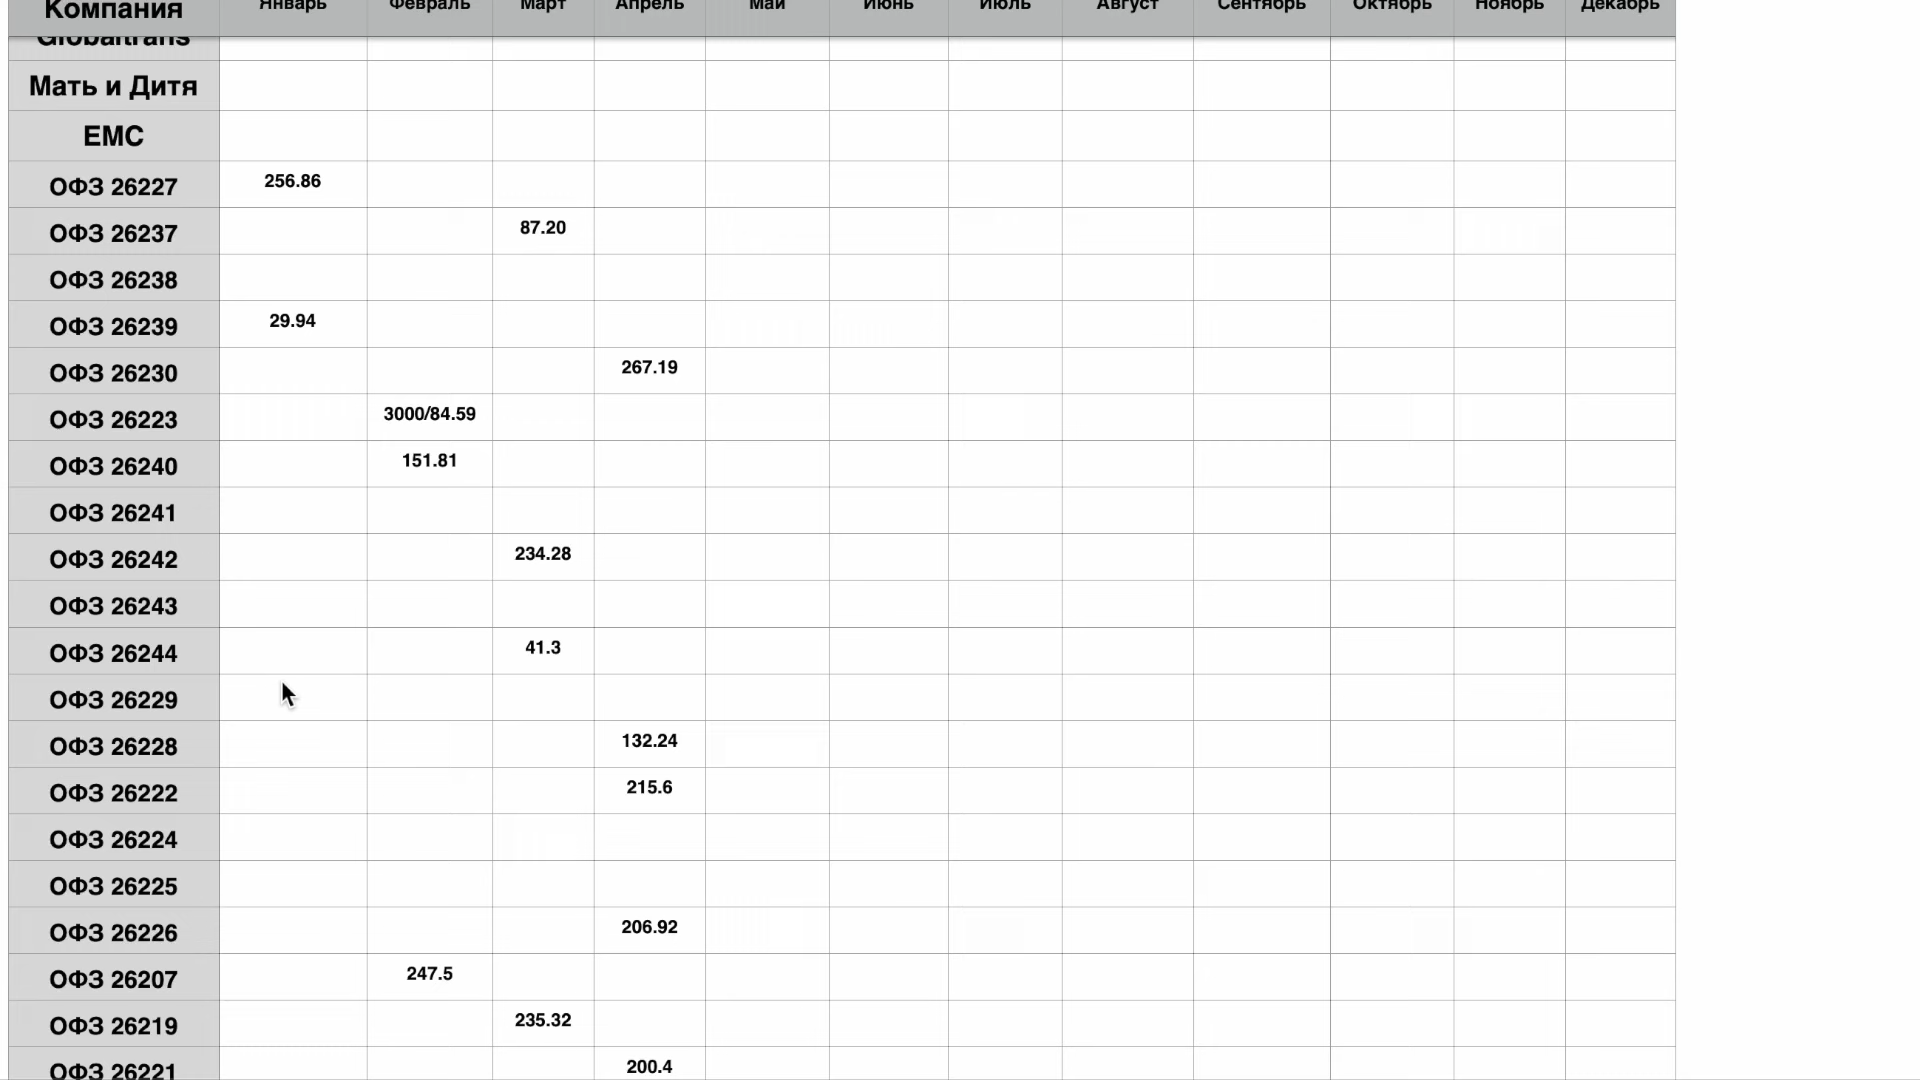 Компания Январь Февраль Март Апрель Май Июнь Июль Август Сентябрь Октябрь Ноябрь Декабрь
Globaltrans
Мать и Дитя
EMC
ОФЗ 26227 256.86
ОФЗ 26237 87.20
ОФЗ 26238
ОФЗ 26239 29.94
ОФЗ 26230 267.19
ОФЗ 26223 3000/84.59
ОФЗ 26240 151.81
ОФЗ 26241
ОФЗ 26242 234.28
ОФЗ 26243
ОФЗ 26244 41.3
ОФЗ 26229
ОФЗ 26228 132.24
ОФЗ 26222 215.6
ОФЗ 26224
ОФЗ 26225
ОФЗ 26226 206.92
ОФЗ 26207 247.5
ОФЗ 26219 235.32
ОФЗ 26221 200.4